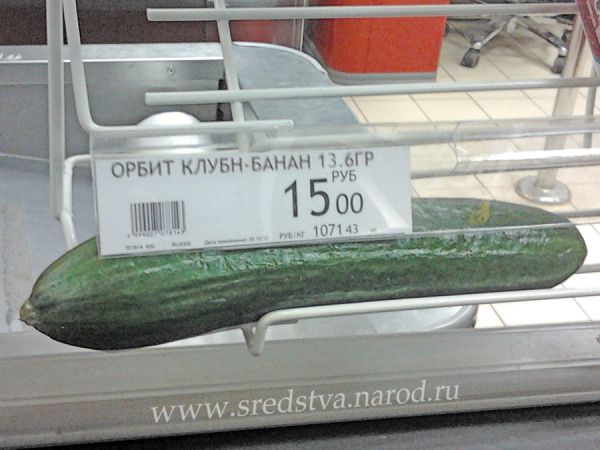 ОРБИТ КЛУБН-БАНАН 13.6ГР
РУБ
15 00
РУБ/КГ 1071 43
www.sredstva.narod.ru